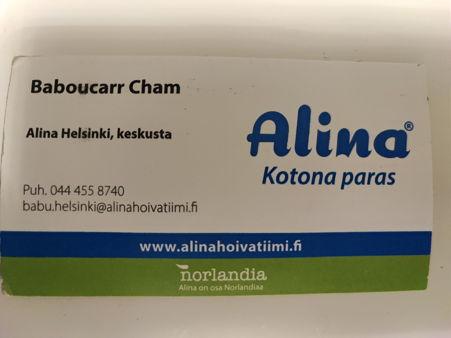 Baboucarr Cham
Alina Helsinki, keskusta
Alina®
Kotona paras
Puh. 044 455 8740
babu.helsinki@alinahoivatiimi.fi
www.alinahoivatiimi.fi
norlandia
Alina on osa Norlandiaa